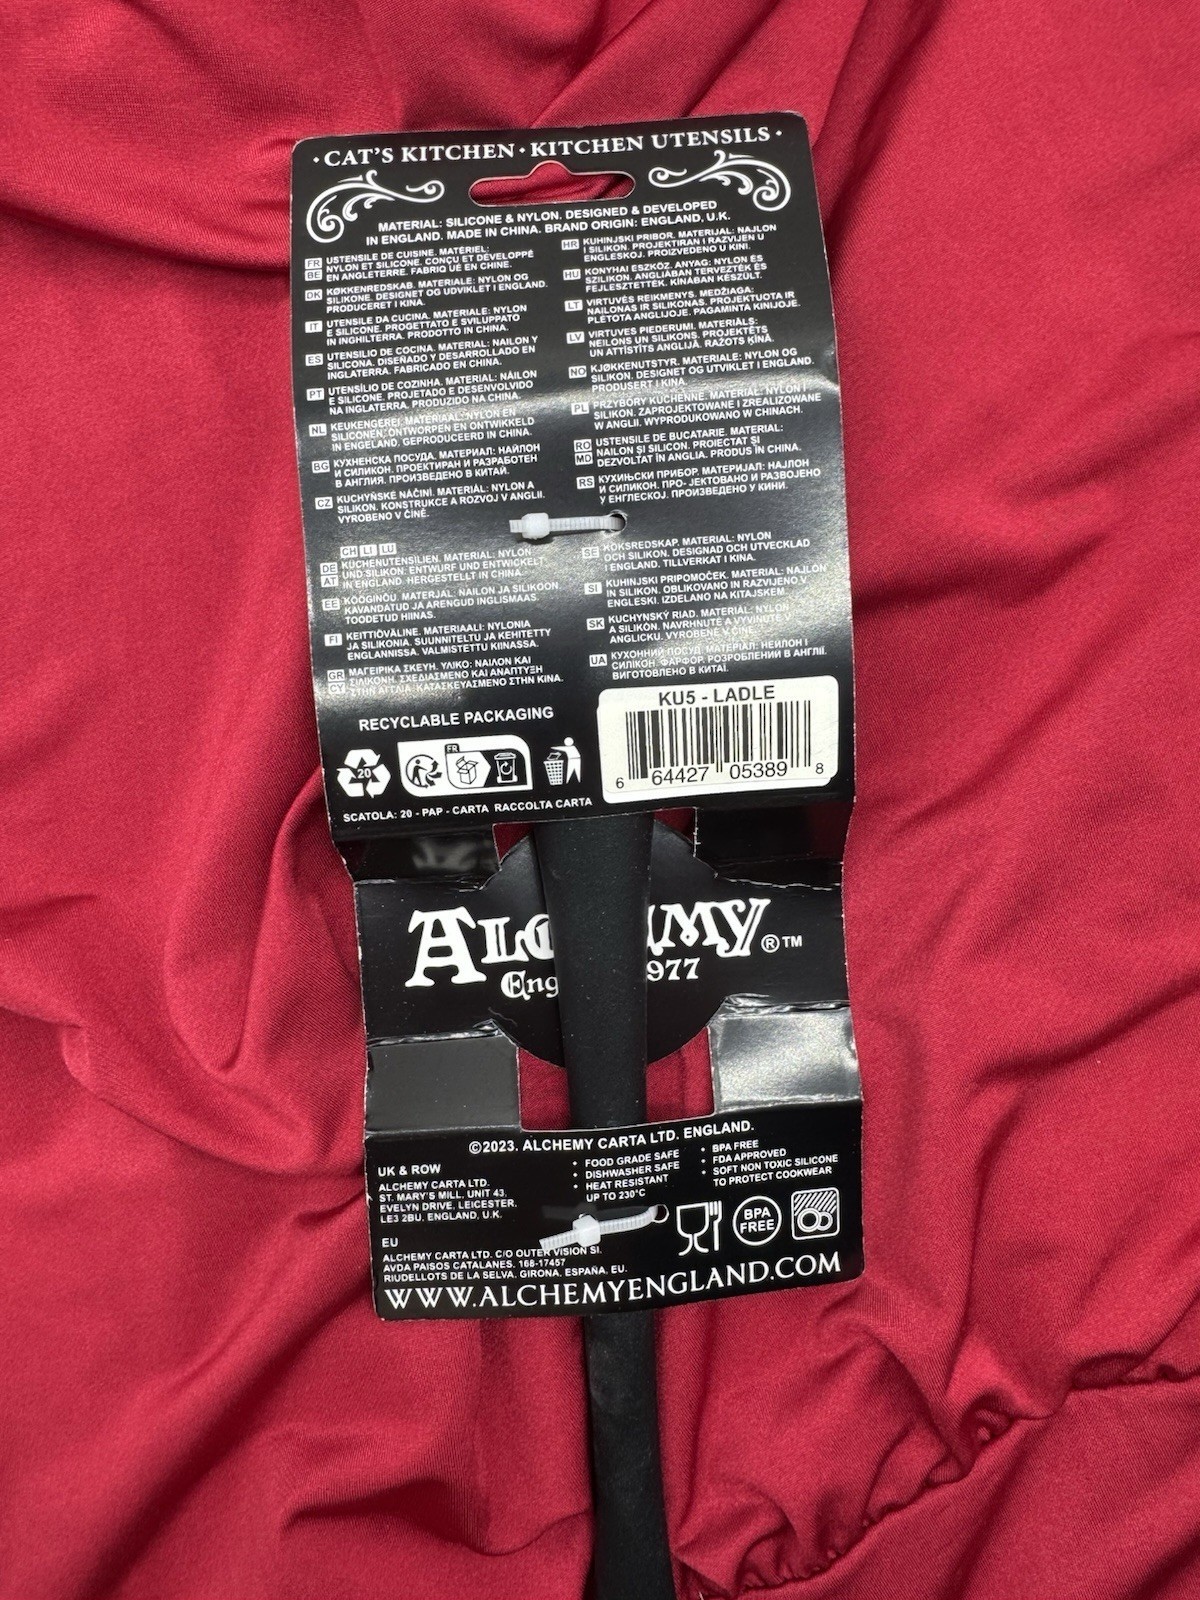 · CAT'S KITCHEN · KITCHEN UTENSILS ·
MATERIAL: SILICONE & NYLON. DESIGNED & DEVELOPED
IN ENGLAND. MADE IN CHINA. BRAND ORIGIN: ENGLAND, U.K.
FR BE USTENSILE DE CUISINE. MATÉRIEL:
NYLON ET SILICONE. CONÇU ET DÉVELOPPÉ
EN ANGLETERRE. FABRIQ UÉ EN CHINE.
DK KØKKENREDSKAB. MATERIALE: NYLON OG
SILIKONE. DESIGNET OG UDVIKLET I ENGLAND.
PRODUCERET I KINA.
IT UTENSILE DA CUCINA. MATERIALE: NYLON
E SILICONE. PROGETTATO E SVILUPPATO
IN INGHILTERRA. PRODOTTO IN CHINA.
ES UTENSILIO DE COCINA. MATERIAL: NAILON Y
SILICONA. DISEÑADO Y DESARROLLADO EN
INGLATERRA. FABRICADO EN CHINA.
PT UTENSÍLIO DE COZINHA. MATERIAL: NÁILON
E SILICONE. PROJETADO E DESENVOLVIDO
NA INGLATERRA. PRODUZIDO NA CHINA.
NL KEUKENGEREI. MATERIAAL: NYLON EN
SILICONEN. ONTWORPEN EN ONTWIKKELD
IN ENGELAND. GEPRODUCEERD IN CHINA.
BG КУХНЕНСКА ПОСУДА. МАТЕРИАЛ: НАЙЛОН
И СИЛИКОН. ПРОЕКТИРАН И РАЗРАБОТЕН
В АНГЛИЯ. ПРОИЗВЕДЕНО В КИТАЙ.
CZ KUCHYŇSKÉ NÁČINÍ. MATERIÁL: NYLON A
SILIKON. KONSTRUKCE A ROZVOJ V ANGLII.
VYROBENO V ČÍNĚ.
CH LI LU
DE AT KÜCHENUTENSILIEN. MATERIAL: NYLON
UND SILIKON. ENTWURF UND ENTWICKELT
IN ENGLAND. HERGESTELLT IN CHINA.
EE KÖÖGINÕU. MATERJAL: NAILON JA SILIKOON.
KAVANDATUD JA ARENGUD INGLISMAAS.
TOODETUD HIINAS.
FI KEITTIÖVÄLINE. MATERIAALI: NYLONIA
JA SILIKONIA. SUUNNITELTU JA KEHITETTY
ENGLANNISSA. VALMISTETTU KIINASSA.
GR CY ΜΑΓΕΙΡΙΚΑ ΣΚΕΥΗ. ΥΛΙΚΟ: ΝΑΙΛΟΝ ΚΑΙ
ΣΙΛΙΚΟΝΗ. ΣΧΕΔΙΑΣΜΕΝΟ ΚΑΙ ΑΝΑΠΤΥΞΗ
ΣΤΗΝ ΑΓΓΛΙΑ. ΚΑΤΑΣΚΕΥΑΣΜΕΝΟ ΣΤΗΝ ΚΙΝΑ.
HR KUHINJSKI PRIBOR. MATERIJAL: NAJLON
I SILIKON. PROJEKTIRAN I RAZVIJEN U
ENGLESKOJ. PROIZVEDENO U KINI.
HU KONYHAI ESZKÖZ. ANYAG: NYLON ÉS
SZILIKON. ANGLIÁBAN TERVEZTÉK ÉS
FEJLESZTETTÉK. KÍNÁBAN KÉSZÜLT.
LT VIRTUVĖS REIKMENYS. MEDŽIAGA:
NAILONAS IR SILIKONAS. PROJEKTUOTA IR
PLĖTOTA ANGLIJOJE. PAGAMINTA KINIJOJE.
LV VIRTUVES PIEDERUMI. MATERIĀLS:
NEILONS UN SILIKONS. PROJEKTĒTS
UN ATTĪSTĪTS ANGLIJĀ. RAŽOTS ĶĪNĀ.
NO KJØKKENUTSTYR. MATERIALE: NYLON OG
SILIKON. DESIGNET OG UTVIKLET I ENGLAND.
PRODUSERT I KINA.
PL PRZYBORY KUCHENNE. MATERIAŁ: NYLON I
SILIKON. ZAPROJEKTOWANE I ZREALIZOWANE
W ANGLII. WYPRODUKOWANO W CHINACH.
RO MD USTENSILE DE BUCATARIE. MATERIAL:
NAILON ȘI SILICON. PROIECTAT ȘI
DEZVOLTAT ÎN ANGLIA. PRODUS ÎN CHINA.
RS КУХИЊСКИ ПРИБОР. МАТЕРИЈАЛ: НАЈЛОН
И СИЛИКОН. ПРО- ЈЕКТОВАНО И РАЗВОЈЕНО
У ЕНГЛЕСКОЈ. ПРОИЗВЕДЕНО У КИНИ.
SE KÖKSREDSKAP. MATERIAL: NYLON
OCH SILIKON. DESIGNAD OCH UTVECKLAD
I ENGLAND. TILLVERKAT I KINA.
SI KUHINJSKI PRIPOMOČEK. MATERIAL: NAJLON
IN SILIKON. OBLIKOVANO IN RAZVIJENO V
ENGLESKI. IZDELANO NA KITAJSKEM.
SK KUCHYNSKÝ RIAD. MATERIÁL: NYLON
A SILIKÓN. NAVRHNUTÉ A VYVINUTÉ V
ANGLICKU. VYROBENÉ V ČÍNE.
UA КУХОННИЙ ПОСУД. МАТЕРІАЛ: НЕЙЛОН І
СИЛІКОН. ФАРФОР. РОЗРОБЛЕНИЙ В АНГЛІЇ.
ВИГОТОВЛЕНО В КИТАЇ.
RECYCLABLE PACKAGING
20
FR
SCATOLA: 20 - PAP - CARTA RACCOLTA CARTA
KU5 - LADLE
6 64427 05389 8
ALC MY ® ™
Eng 977
©2023. ALCHEMY CARTA LTD. ENGLAND.
UK & ROW
ALCHEMY CARTA LTD.
ST. MARY'S MILL, UNIT 43,
EVELYN DRIVE, LEICESTER,
LE3 2BU. ENGLAND, U.K.
EU
ALCHEMY CARTA LTD. C/O OUTER VISION SL.
AVDA PAISOS CATALANES, 168-17457
RIUDELLOTS DE LA SELVA. GIRONA. ESPAÑA. EU.
• FOOD GRADE SAFE
• DISHWASHER SAFE
• HEAT RESISTANT
UP TO 230°C
• BPA FREE
• FDA APPROVED
• SOFT NON TOXIC SILICONE
TO PROTECT COOKWEAR
BPA FREE
WWW.ALCHEMYENGLAND.COM